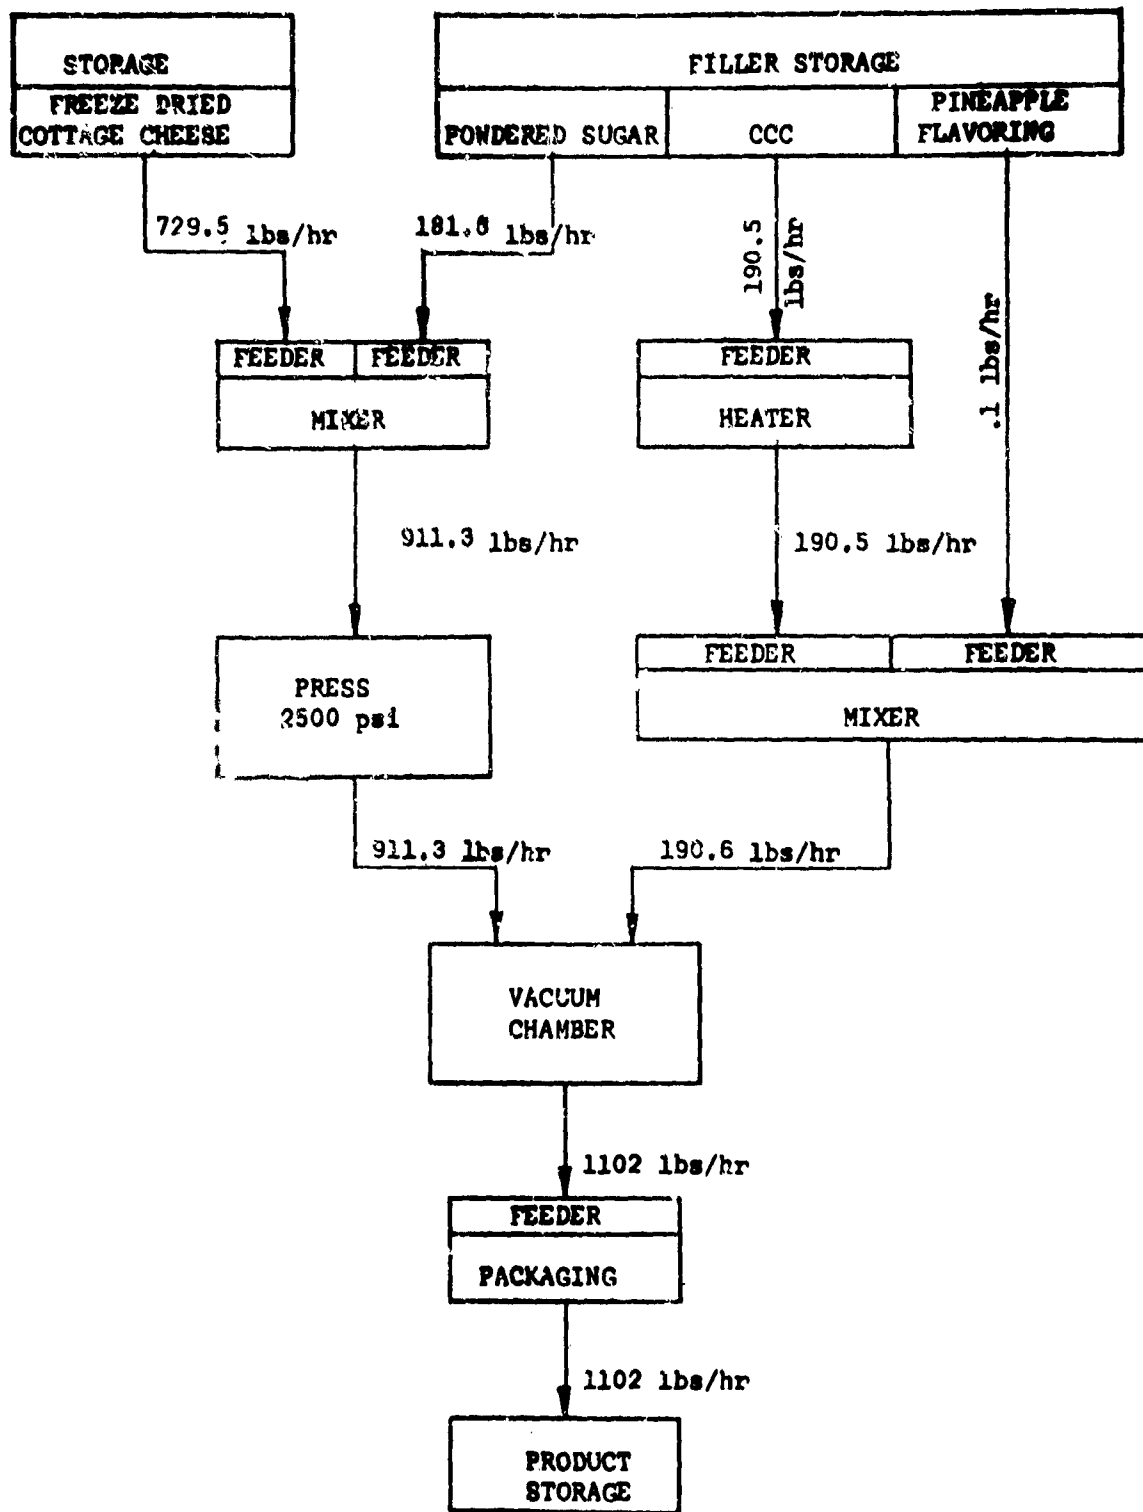 STORAGE
FREEZE DRIED
COTTAGE CHEESE
FILLER STORAGE
POWDERED SUGAR
CCC
PINEAPPLE
FLAVORING
729.5 lbs/hr
181.8 lbs/hr
190.5
lbs/hr
.1 lbs/hr
FEEDER
FEEDER
MIXER
FEEDER
HEATER
911.3 lbs/hr
190.5 lbs/hr
PRESS
2500 psi
FEEDER
FEEDER
MIXER
911.3 lbs/hr
190.6 lbs/hr
VACUUM
CHAMBER
1102 lbs/hr
FEEDER
PACKAGING
1102 lbs/hr
PRODUCT
STORAGE